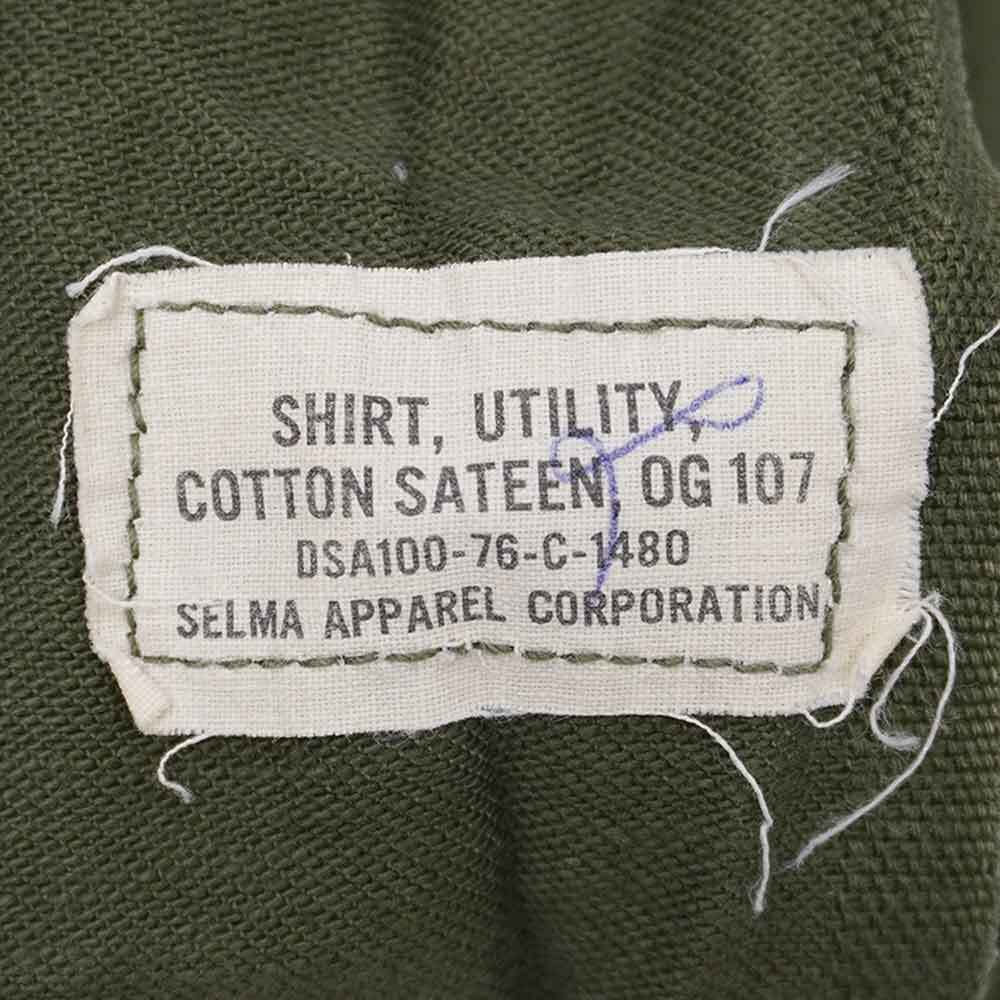 SHIRT, UTILITY,
COTTON SATEEN, OG 107
DSA100-76-C-1480
SELMA APPAREL CORPORATION